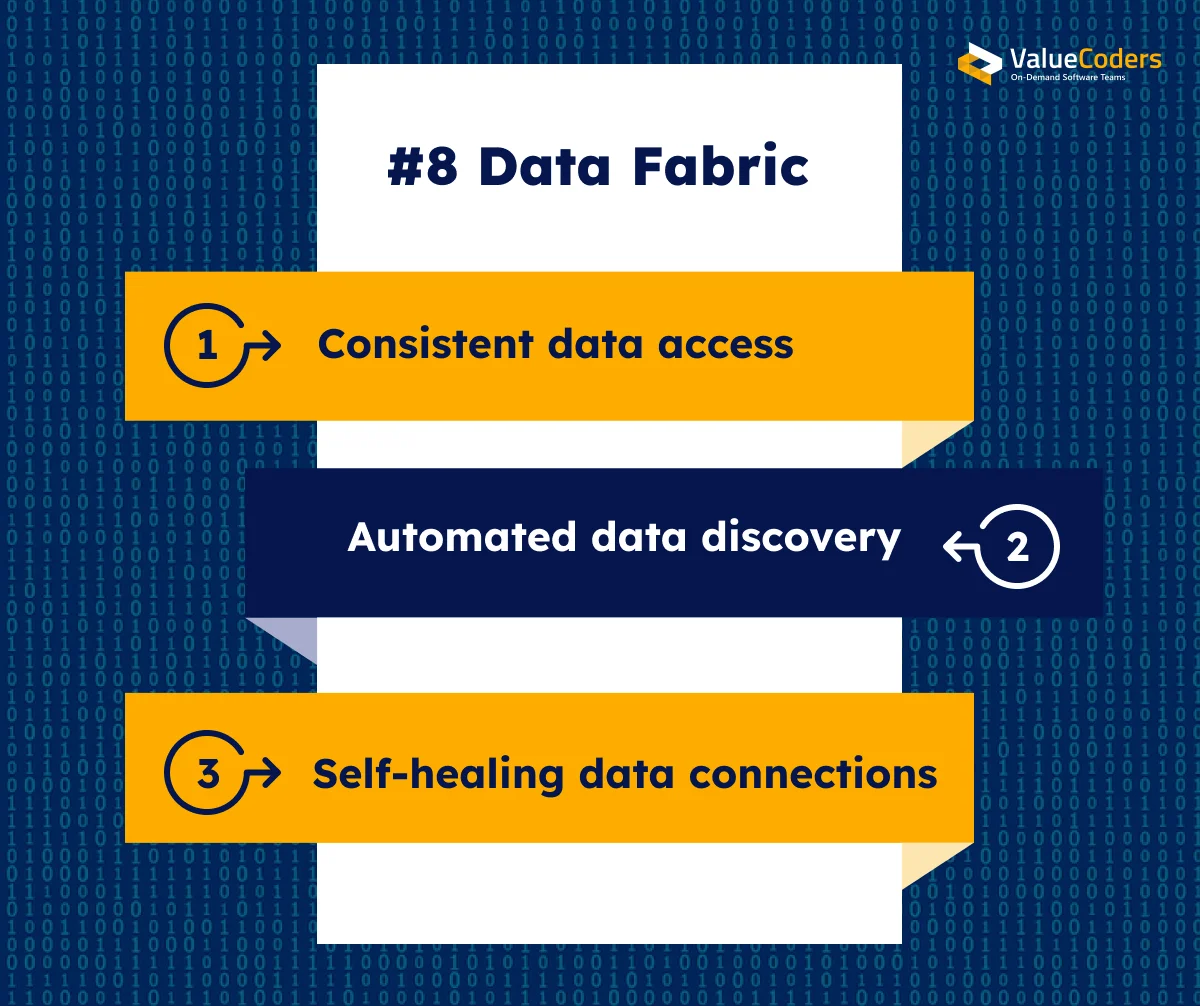 ValueCoders
On-Demand Software Teams
#8 Data Fabric
1
Consistent data access
Automated data discovery
2
3
Self-healing data connections